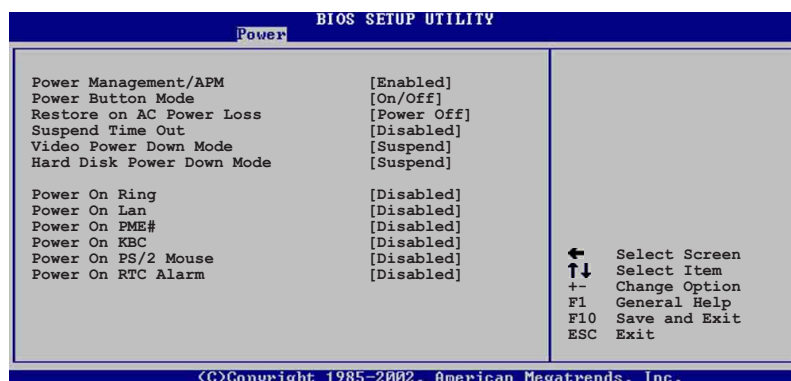 BIOS SETUP UTILITY
Power
Power Management/APM [Enabled]
Power Button Mode [On/Off]
Restore on AC Power Loss [Power Off]
Suspend Time Out [Disabled]
Video Power Down Mode [Suspend]
Hard Disk Power Down Mode [Suspend]
Power On Ring [Disabled]
Power On Lan [Disabled]
Power On PME# [Disabled]
Power On KBC [Disabled]
Power On PS/2 Mouse [Disabled]
Power On RTC Alarm [Disabled]
← Select Screen
↑↓ Select Item
+- Change Option
F1 General Help
F10 Save and Exit
ESC Exit
(C)Copyright 1985-2002, American Megatrends, Inc.